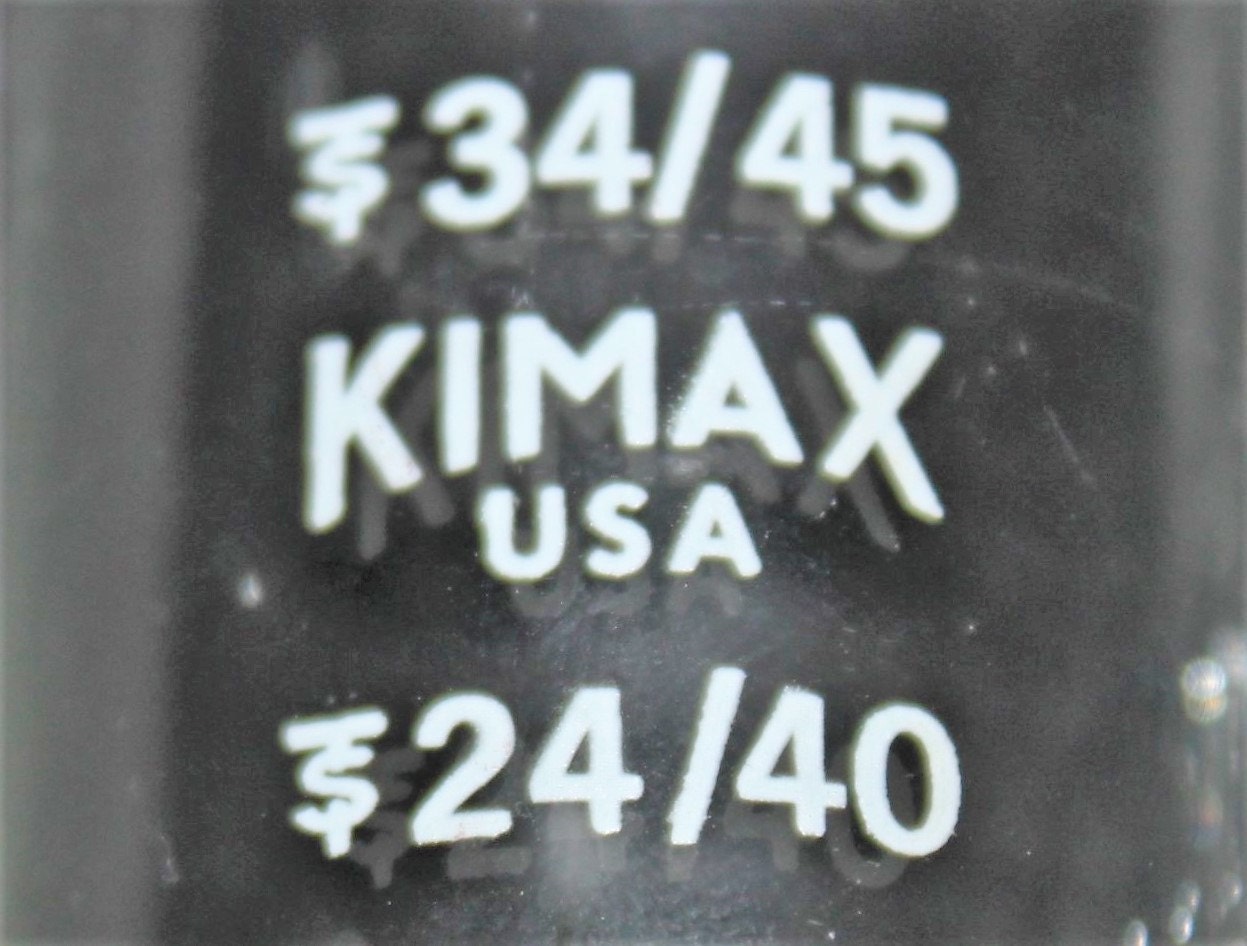 ₸S 34/45
KIMAX
USA
₸S 24/40